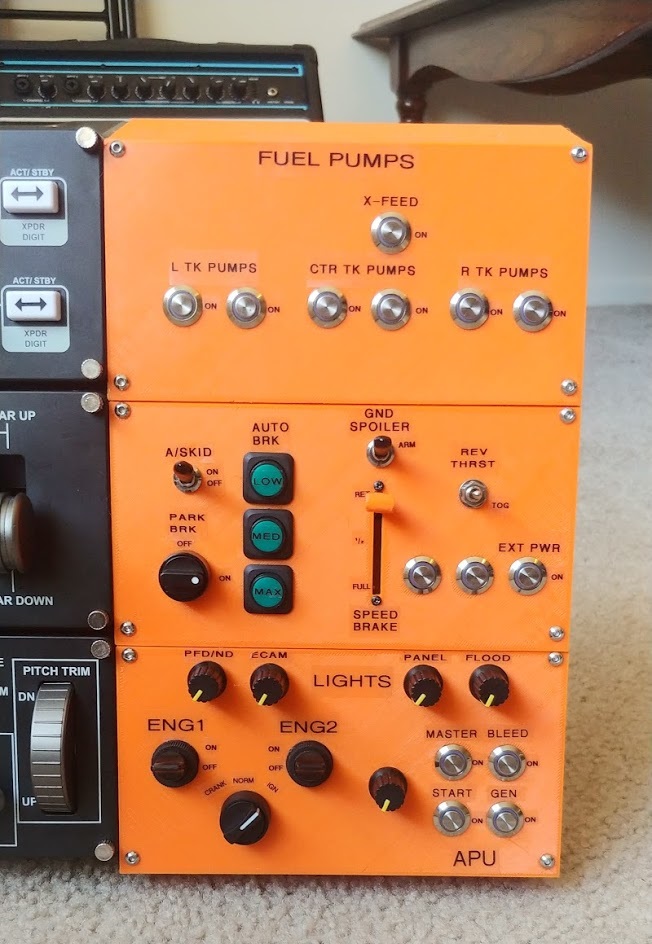 ACT/ STBY
XPDR
DIGIT
ACT/ STBY
XPDR
DIGIT
AR UP
AR DOWN
E
M
PITCH TRIM
DN
UP
FUEL PUMPS
X-FEED
ON
L TK PUMPS
CTR TK PUMPS
R TK PUMPS
ON
ON
ON
ON
ON
ON
GND
SPOILER
ARM
AUTO
BRK
A/SKID
ON
OFF
LOW
REV
THRST
TOG
PARK
BRK
OFF
ON
MED
MAX
RET
1/2
FULL
SPEED
BRAKE
EXT PWR
ON
PFD/ND
ECAM
LIGHTS
PANEL
FLOOD
ENG1
ON
OFF
ENG2
ON
OFF
CRANK
NORM
IGN
MASTER
BLEED
ON
ON
START
GEN
ON
ON
APU